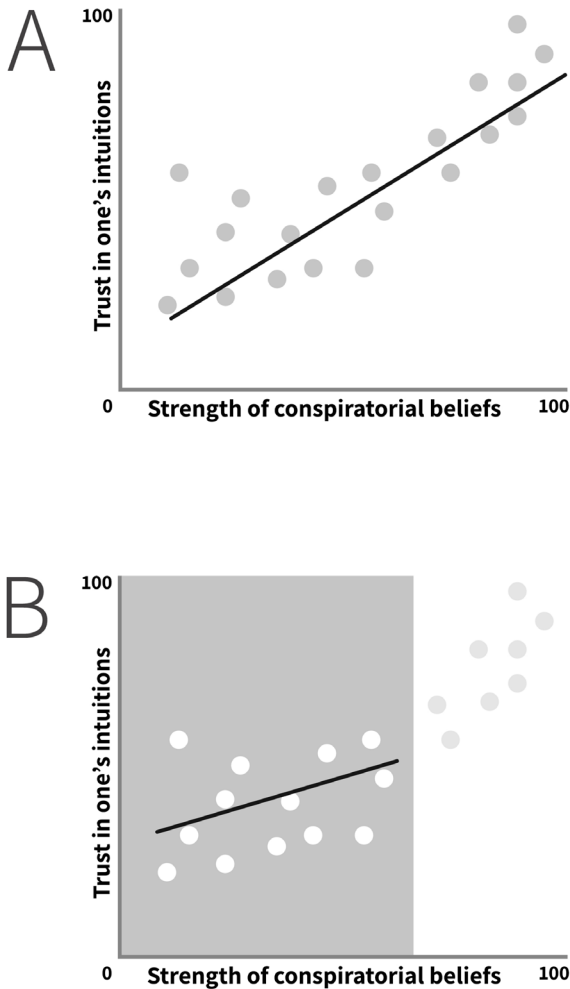 A
100
Trust in one's intuitions
0
Strength of conspiratorial beliefs
100
B
100
Trust in one's intuitions
0
Strength of conspiratorial beliefs
100